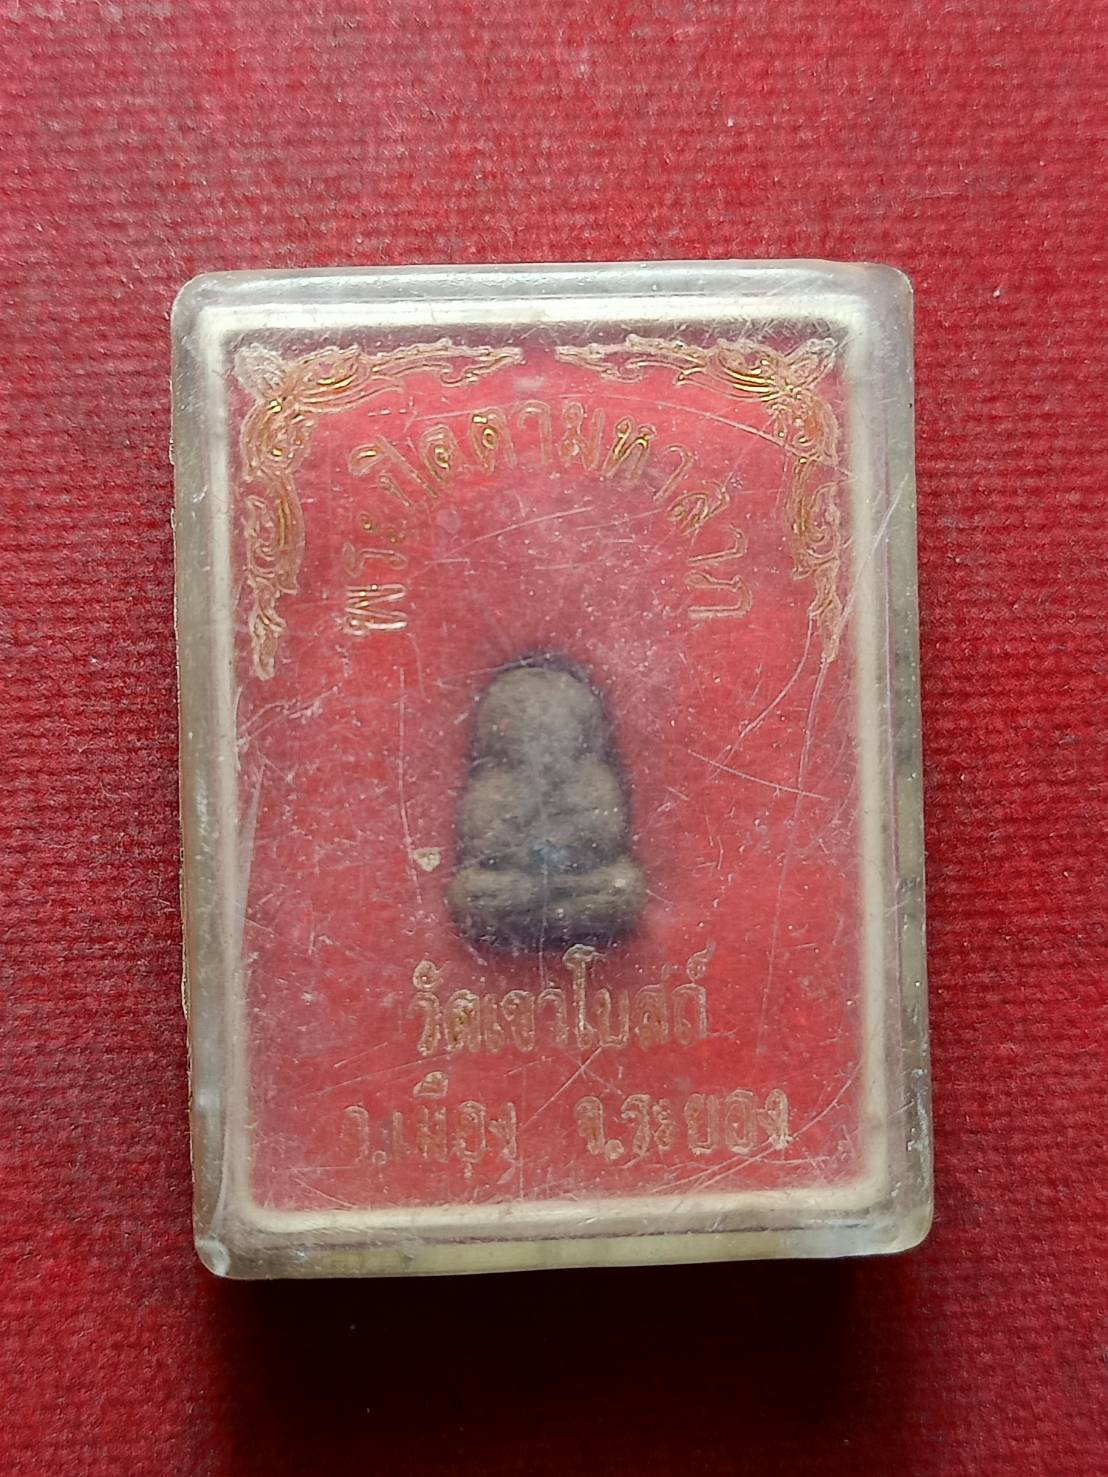 พระปิดตามหาลาภ
วัดเขาโบสถ์
อ.เมือง จ.ระยอง